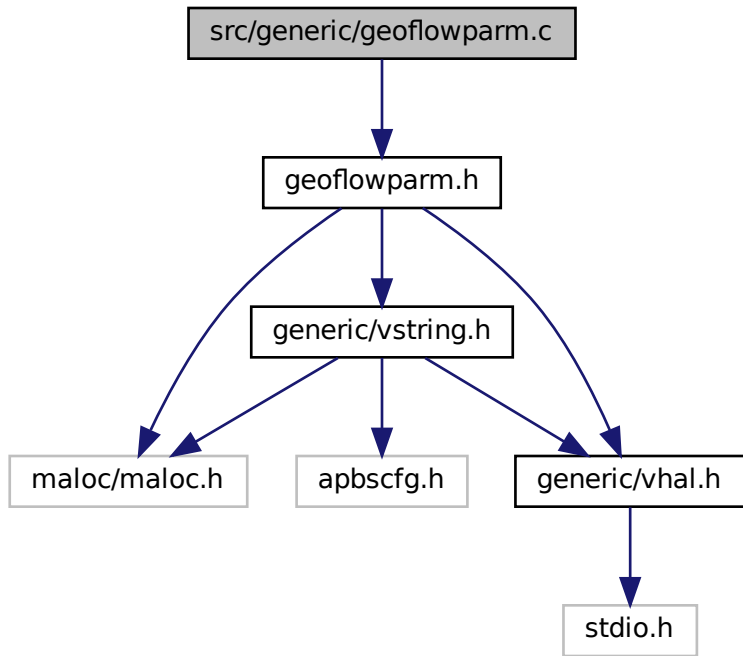 src/generic/geoflowparm.c
geoflowparm.h
generic/vstring.h
maloc/maloc.h
apbscfg.h
generic/vhal.h
stdio.h